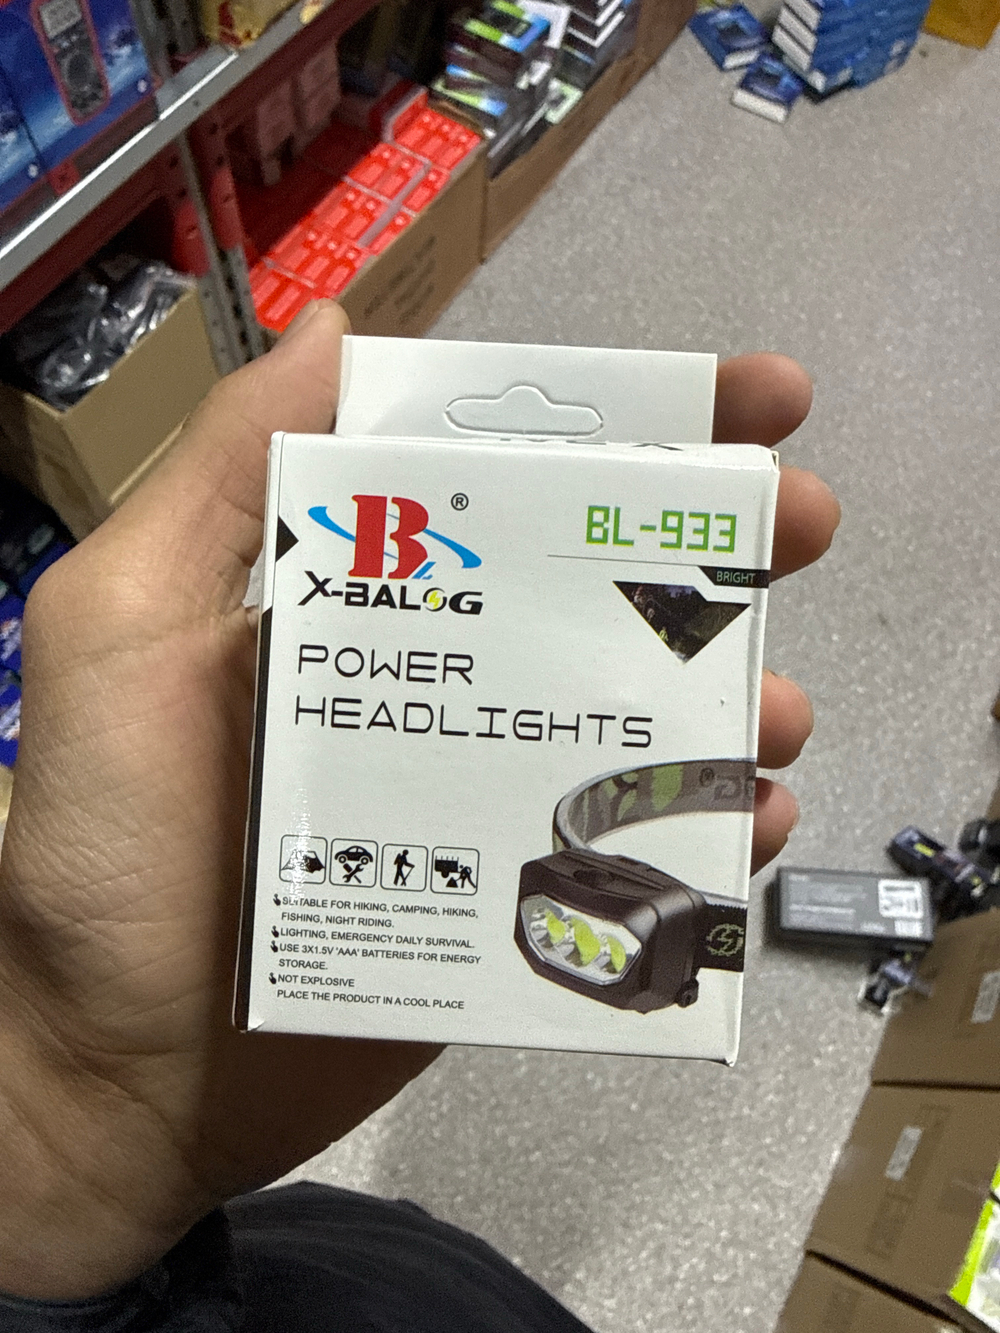 BL ®
X-BALOG
BL-933
BRIGHT
POWER
HEADLIGHTS
SUITABLE FOR HIKING, CAMPING, HIKING,
FISHING, NIGHT RIDING.
LIGHTING, EMERGENCY DAILY SURVIVAL.
USE 3X1.5V 'AAA' BATTERIES FOR ENERGY
STORAGE.
NOT EXPLOSIVE
PLACE THE PRODUCT IN A COOL PLACE